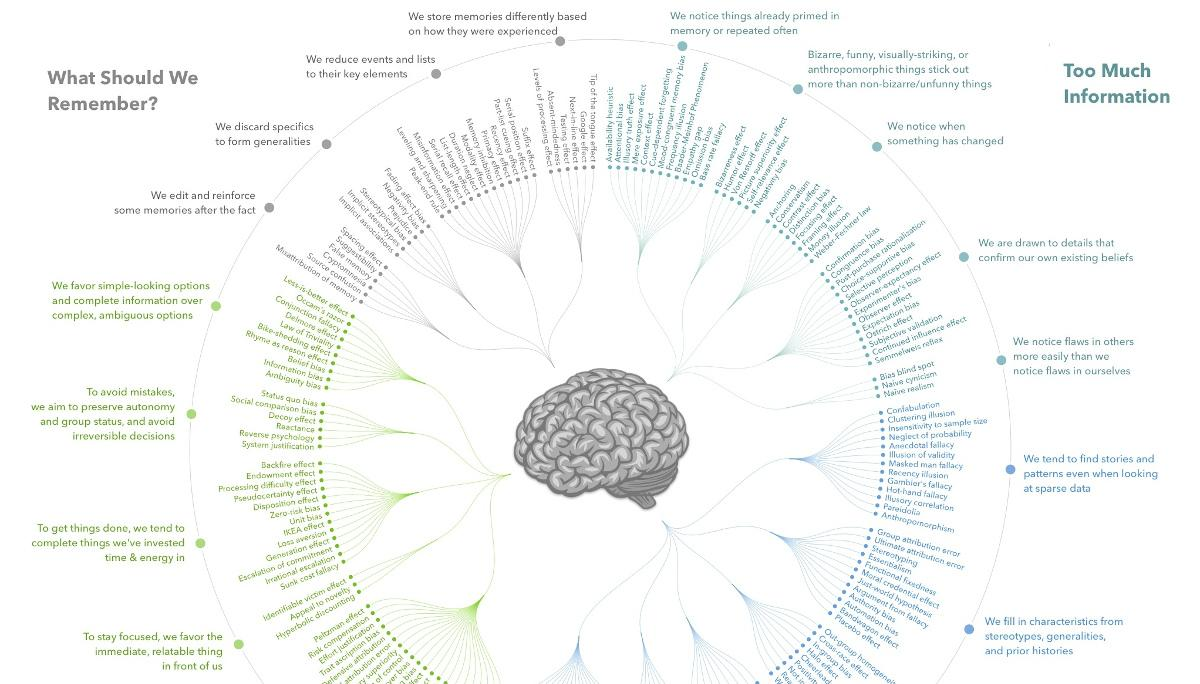 What Should We
Remember?
We store memories differently based
on how they were experienced
We reduce events and lists
to their key elements
We discard specifics
to form generalities
We edit and reinforce
some memories after the fact
We favor simple-looking options
and complete information over
complex, ambiguous options
To avoid mistakes,
we aim to preserve autonomy
and group status, and avoid
irreversible decisions
To get things done, we tend to
complete things we've invested
time & energy in
To stay focused, we favor the
immediate, relatable thing
in front of us
Too Much
Information
We notice things already primed in
memory or repeated often
Bizarre, funny, visually-striking, or
anthropomorphic things stick out
more than non-bizarre/unfunny things
We notice when
something has changed
We are drawn to details that
confirm our own existing beliefs
We notice flaws in others
more easily than we
notice flaws in ourselves
We tend to find stories and
patterns even when looking
at sparse data
We fill in characteristics from
stereotypes, generalities,
and prior histories
Tip of the tongue effect
Google effect
Next-in-line effect
Testing effect
Absent-mindedness
Levels of processing effect
Suffix effect
Serial position effect
Part-list cueing effect
Recency effect
Primacy effect
Memory inhibition
Modality effect
Duration neglect
List-length effect
Serial recall effect
Misinformation effect
Leveling and sharpening
Peak-end rule
Fading affect bias
Negativity bias
Prejudice
Stereotypical bias
Implicit stereotypes
Implicit associations
Spacing effect
Suggestibility
False memory
Cryptomnesia
Source confusion
Misattribution of memory
Less-is-better effect
Occam's razor
Conjunction fallacy
Delmore effect
Law of Triviality
Bike-shedding effect
Rhyme as reason effect
Belief bias
Information bias
Ambiguity bias
Status quo bias
Social comparison bias
Decoy effect
Reactance
Reverse psychology
System justification
Backfire effect
Endowment effect
Processing difficulty effect
Pseudocertainty effect
Disposition effect
Zero-risk bias
Unit bias
IKEA effect
Loss aversion
Generation effect
Escalation of commitment
Irrational escalation
Sunk cost fallacy
Identifiable victim effect
Appeal to novelty
Hyperbolic discounting
Peltzman effect
Risk compensation
Effort justification
Trait ascription bias
Availability heuristic
Attentional bias
Illusory truth effect
Mere exposure effect
Context effect
Cue-dependent forgetting
Mood-congruent memory bias
Frequency illusion
Baader-Meinhof Phenomenon
Empathy gap
Omission bias
Base rate fallacy
Bizarreness effect
Humor effect
Von Restorff effect
Picture superiority effect
Self-relevance effect
Negativity bias
Anchoring
Conservatism
Contrast effect
Distinction bias
Focusing effect
Framing effect
Money illusion
Weber-Fechner law
Confirmation bias
Congruence bias
Post-purchase rationalization
Choice-supportive bias
Selective perception
Observer-expectancy effect
Experimenter's bias
Observer effect
Expectation bias
Ostrich effect
Subjective validation
Continued influence effect
Semmelweis reflex
Bias blind spot
Naive cynicism
Naive realism
Confabulation
Clustering illusion
Insensitivity to sample size
Neglect of probability
Anecdotal fallacy
Illusion of validity
Masked man fallacy
Recency illusion
Gambler's fallacy
Hot-hand fallacy
Illusory correlation
Pareidolia
Anthropomorphism
Group attribution error
Ultimate attribution error
Stereotyping
Essentialism
Functional fixedness
Moral credential effect
Just-world hypothesis
Argument from fallacy
Authority bias
Automation bias
Bandwagon effect
Placebo effect
Cross-race effect
In-group bias
Halo effect